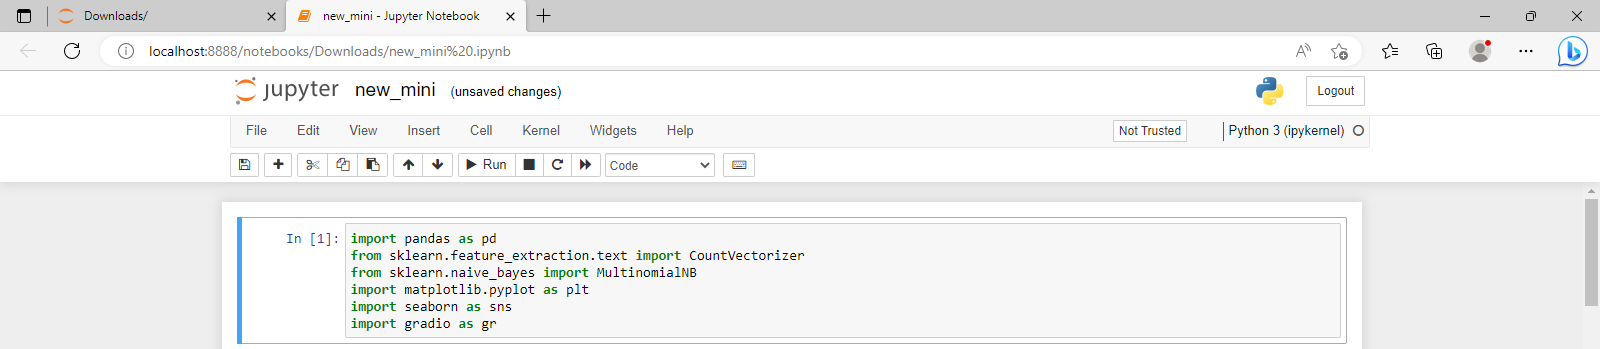 Downloads/
new_mini - Jupyter Notebook
localhost:8888/notebooks/Downloads/new_mini%20.ipynb
jupyter new_mini (unsaved changes)
Logout
File Edit View Insert Cell Kernel Widgets Help
Not Trusted
Python 3 (ipykernel)
Run
Code
In [1]:
import pandas as pd
from sklearn.feature_extraction.text import CountVectorizer
from sklearn.naive_bayes import MultinomialNB
import matplotlib.pyplot as plt
import seaborn as sns
import gradio as gr